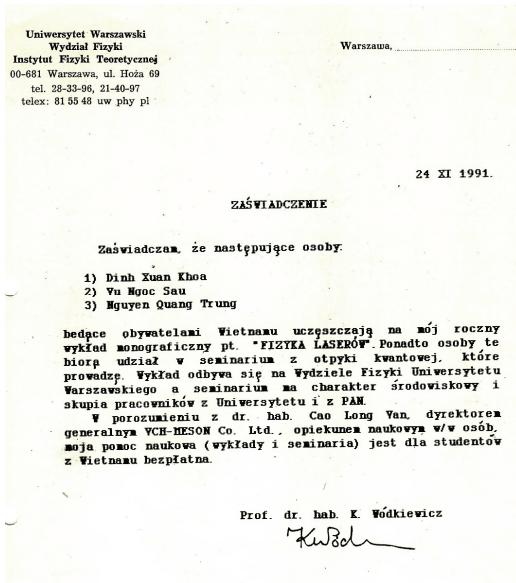 Uniwersytet Warszawski
Wydział Fizyki
Instytut Fizyki Teoretycznej
00-681 Warszawa, ul. Hoża 69
tel. 28-33-96, 21-40-97
telex: 81 55 48 uw phy pl
Warszawa,
24 XI 1991.
ZAŚWIADCZENIE
Zaświadczam, że następujące osoby:
1) Dinh Xuan Khoa
2) Vu Ngoc Sau
3) Nguyen Quang Trung
bedące obywatelami Wietnamu uczęszczają na mój roczny
wykład monograficzny pt. "FIZYKA LASERÓW". Ponadto osoby te
biorą udział w seminarium z otpyki kwantowej, które
prowadzę. Wykład odbywa się na Wydziele Fizyki Uniwersytetu
Warszawskiego a seminarium ma charakter środowiskowy i
skupia pracowników z Uniwersytetu i z PAN.
W porozumieniu z dr. hab. Cao Long Van, dyrektorem
generalnym VCH-MESON Co. Ltd., opiekunem naukowym w/w osób,
moja pomoc naukowa (wykłady i seminaria) jest dla studentów
z Wietnamu bezpłatna.
Prof. dr. hab. K. Wódkiewicz